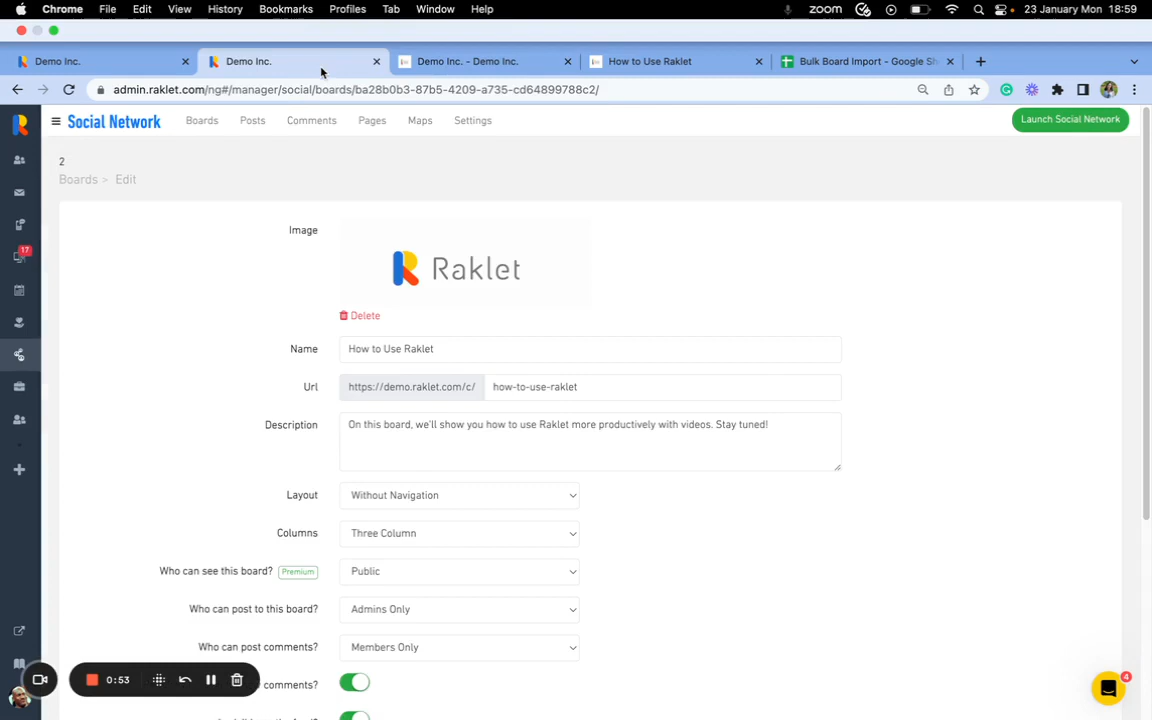 Chrome File Edit View History Bookmarks Profiles Tab Window Help zoom 23 January Mon 18:59
Demo Inc. Demo Inc. Demo Inc. - Demo Inc. How to Use Raklet Bulk Board Import - Google Sh
admin.raklet.com/ng#/manager/social/boards/ba28b0b3-87b5-4209-a735-cd64899788c2/
Social Network Boards Posts Comments Pages Maps Settings Launch Social Network
2
Boards > Edit
Image
Raklet
17
Delete
Name How to Use Raklet
Url https://demo.raklet.com/c/ how-to-use-raklet
Description On this board, we'll show you how to use Raklet more productively with videos. Stay tuned!
Layout Without Navigation
Columns Three Column
Who can see this board? Premium Public
Who can post to this board? Admins Only
Who can post comments? Members Only
0:53 comments? 4